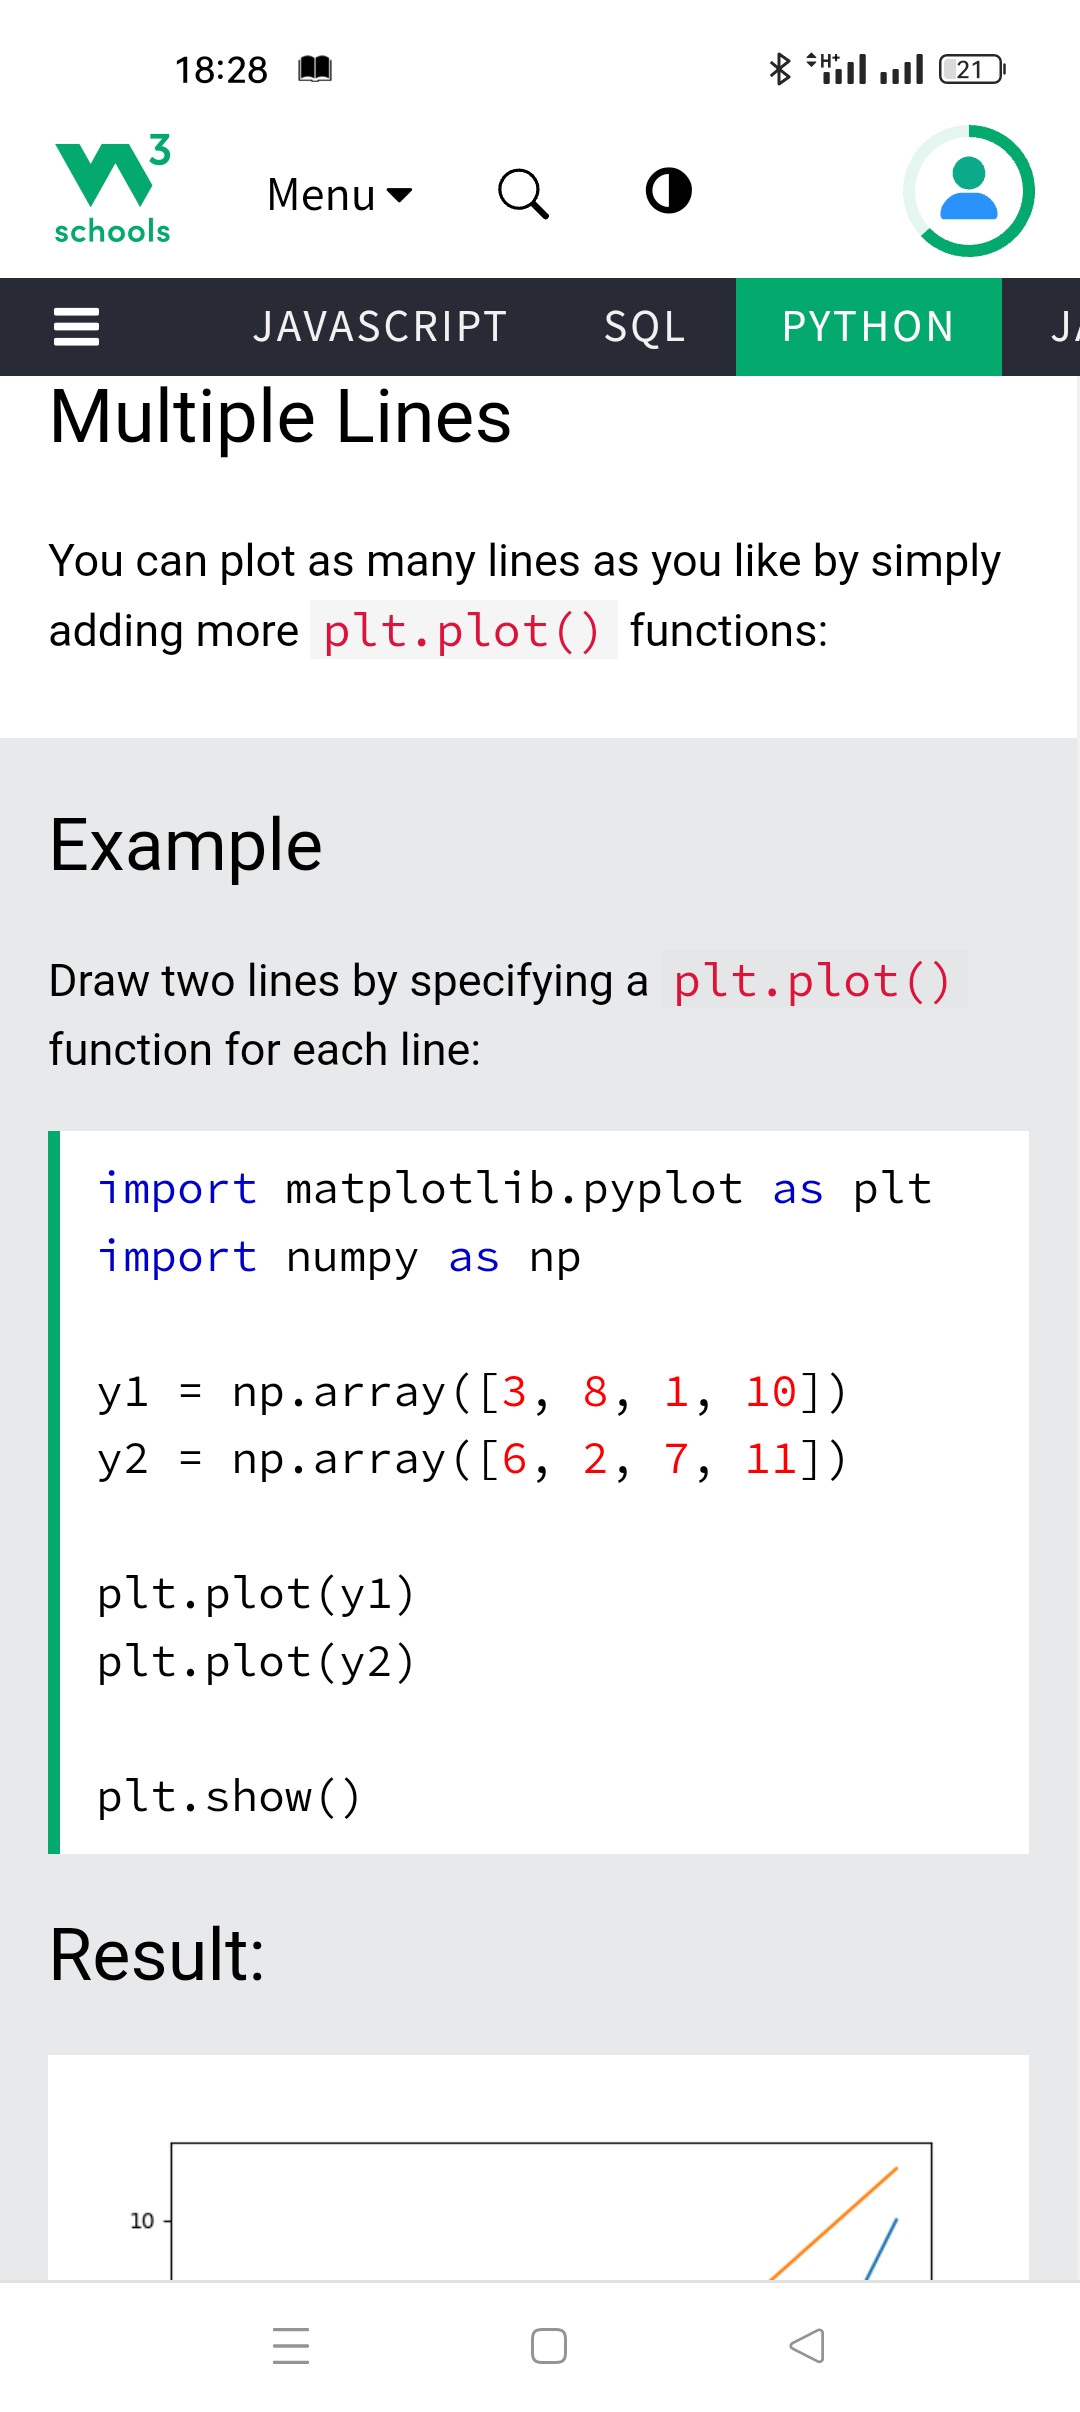 18:28 H+ 21
W3 schools Menu
JAVASCRIPT SQL PYTHON JA
Multiple Lines
You can plot as many lines as you like by simply
adding more plt.plot() functions:
Example
Draw two lines by specifying a plt.plot()
function for each line:
import matplotlib.pyplot as plt
import numpy as np
y1 = np.array([3, 8, 1, 10])
y2 = np.array([6, 2, 7, 11])
plt.plot(y1)
plt.plot(y2)
plt.show()
Result:
10